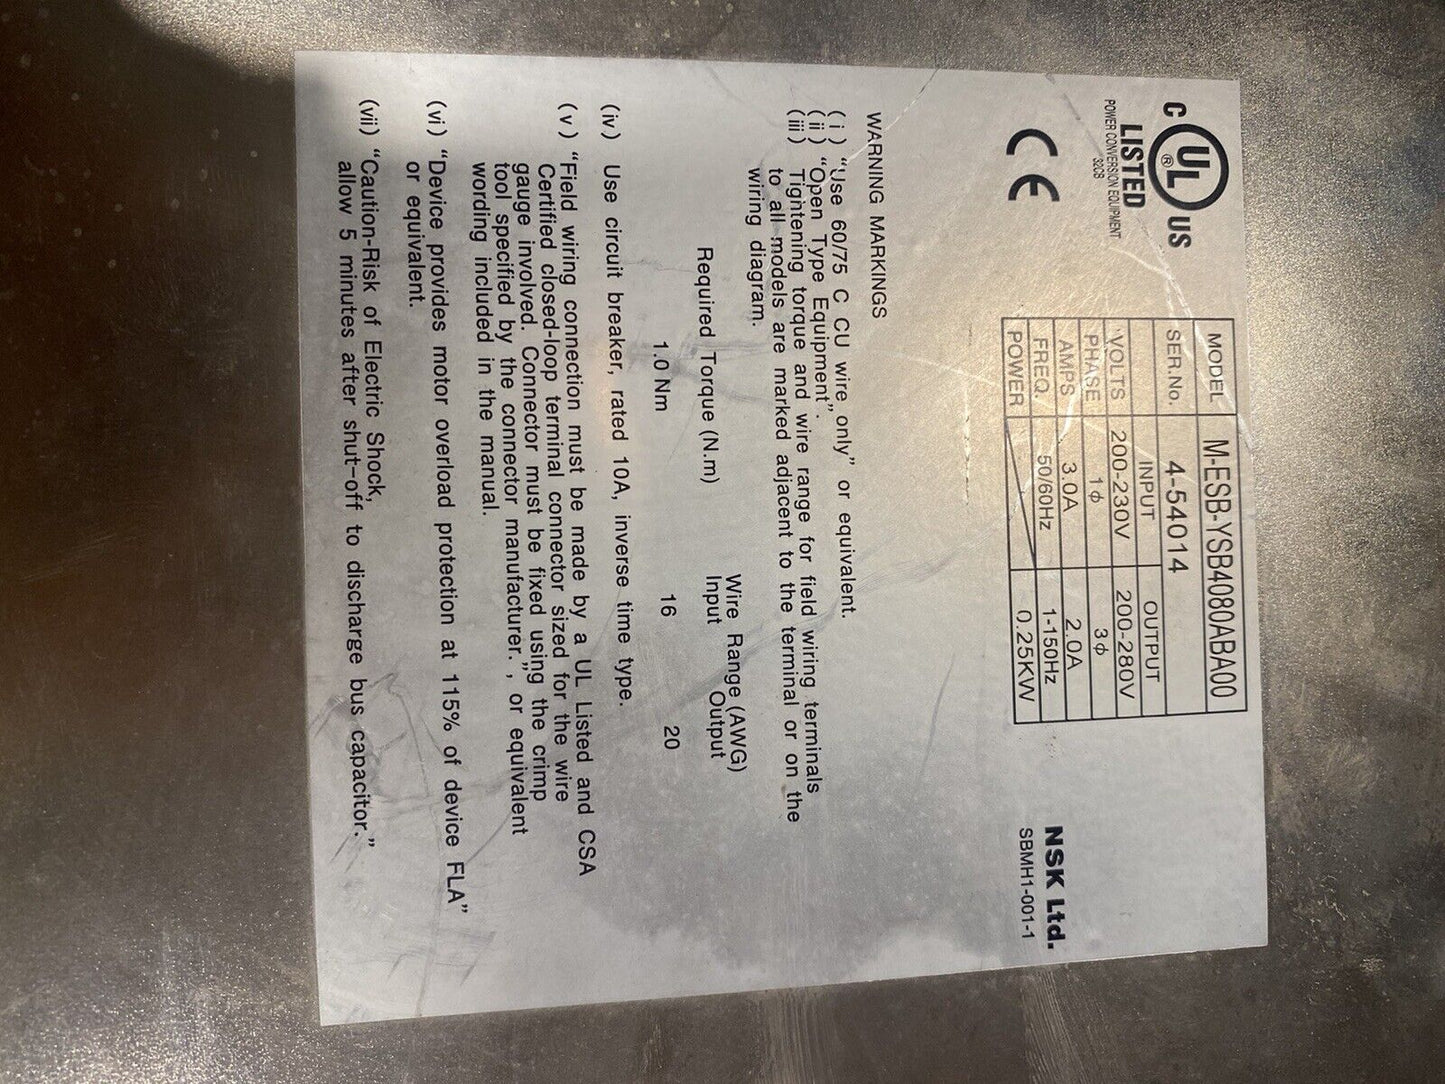 C UL US
®
LISTED
POWER CONVERSION EQUIPMENT
32CB
CE
MODEL M-ESB-YSB4080ABA00
SER.No. 4-54014
INPUT OUTPUT
VOLTS 200-230V 200-280V
PHASE 1ϕ 3ϕ
AMPS 3.0A 2.0A
FREQ. 50/60Hz 1-150Hz
POWER 0.25KW
NSK Ltd.
SBMH1-001-1
WARNING MARKINGS
(i) “Use 60/75 C CU wire only” or equivalent.
(ii) “Open Type Equipment”.
(iii) Tightening torque and wire range for field wiring terminals
to all models are marked adjacent to the terminal or on the
wiring diagram.
Required Torque (N.m) Wire Range (AWG)
Input Output
1.0 Nm 16 20
(iv) Use circuit breaker, rated 10A, inverse time type.
(v) “Field wiring connection must be made by a UL Listed and CSA
Certified closed-loop terminal connector sized for the wire
gauge involved. Connector must be fixed using the crimp
tool specified by the connector manufacturer.”, or equivalent
wording included in the manual.
(vi) “Device provides motor overload protection at 115% of device FLA”
or equivalent.
(vii) “Caution-Risk of Electric Shock,
allow 5 minutes after shut-off to discharge bus capacitor.”